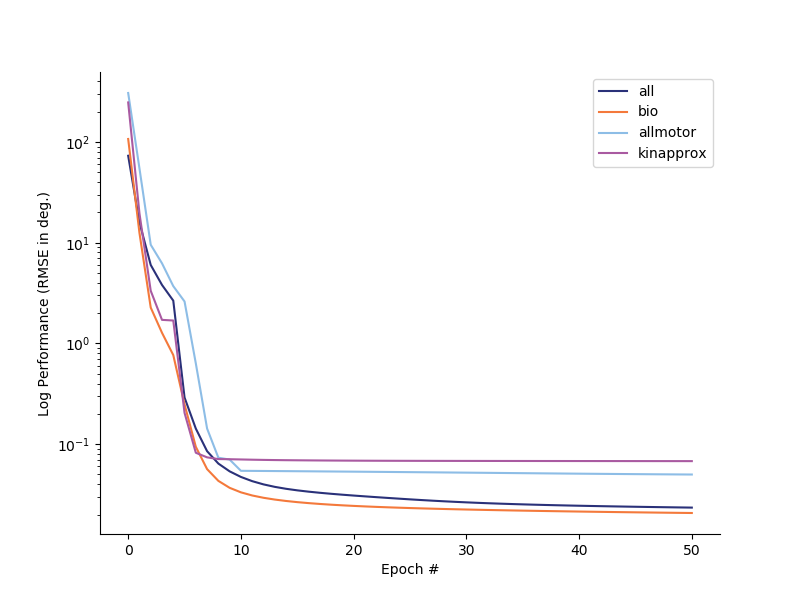 all
bio
allmotor
kinapprox
Log Performance (RMSE in deg.)
10²
10¹
10⁰
10⁻¹
0 10 20 30 40 50
Epoch #